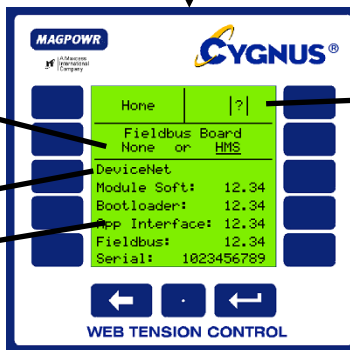 MAGPOWR
CYGNUS®
A Maxcess
International
Company
Home |?|
Fieldbus Board
None or HMS
DeviceNet
Module Soft: 12.34
Bootloader: 12.34
App Interface: 12.34
Fieldbus: 12.34
Serial: 1023456789
WEB TENSION CONTROL